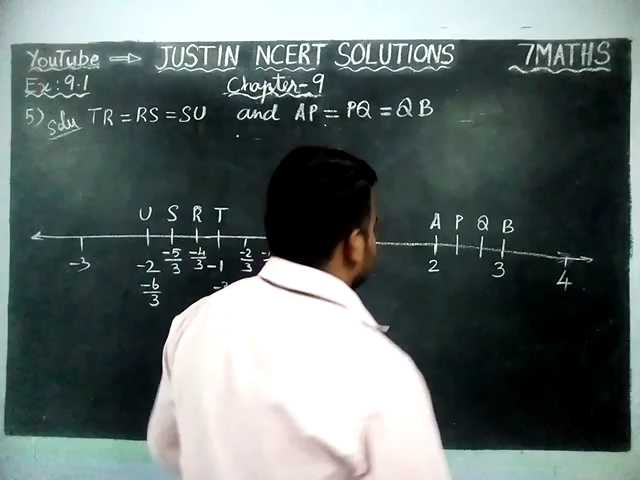 YouTube ⇒ JUSTIN NCERT SOLUTIONS 7MATHS
Ex: 9.1 Chapter-9
5) Solu TR = RS = SU and AP = PQ = QB
U S R T A P Q B
-3 -2 -5/3 -4/3 -1 -2/3 2 3 4
-6/3